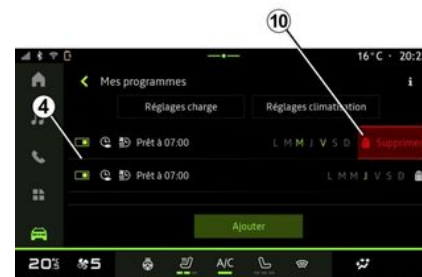 10
16°C · 20:2
Mes programmes
i
4
Réglages charge
Réglages climatisation
Prêt à 07:00
L M M J V S D
Supprimer
Prêt à 07:00
L M M J V S D
Ajouter
20°
5
A/C